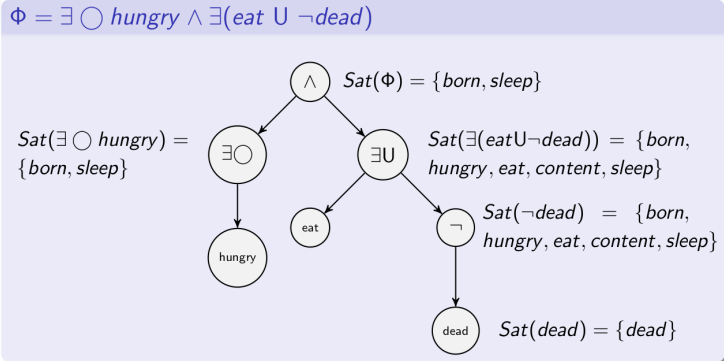 Φ = ∃ ◯ hungry ∧ ∃(eat U ¬dead)
∧ Sat(Φ) = {born, sleep}
Sat(∃ ◯ hungry) =
{born, sleep}
∃◯
∃U
Sat(∃(eatU¬dead)) = {born,
hungry, eat, content, sleep}
eat
¬
Sat(¬dead) = {born,
hungry, eat, content, sleep}
hungry
dead
Sat(dead) = {dead}